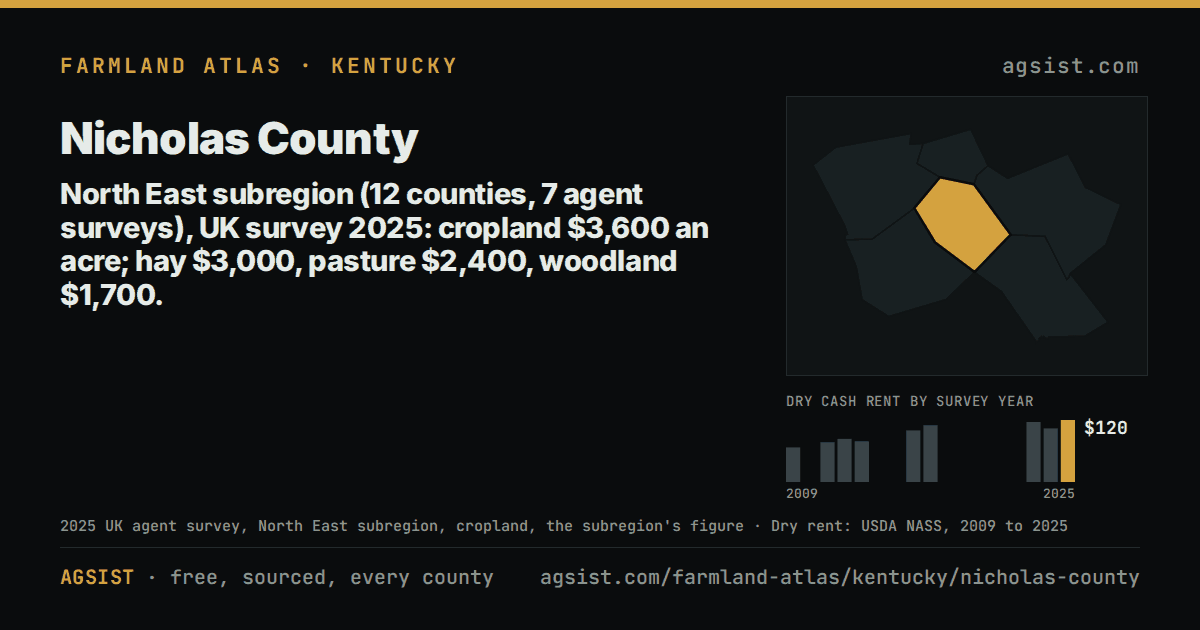 FARMLAND ATLAS · KENTUCKY
agsist.com
Nicholas County
North East subregion (12 counties, 7 agent
surveys), UK survey 2025: cropland $3,600 an
acre; hay $3,000, pasture $2,400, woodland
$1,700.
DRY CASH RENT BY SURVEY YEAR
$120
2009
2025
2025 UK agent survey, North East subregion, cropland, the subregion's figure · Dry rent: USDA NASS, 2009 to 2025
AGSIST · free, sourced, every county
agsist.com/farmland-atlas/kentucky/nicholas-county